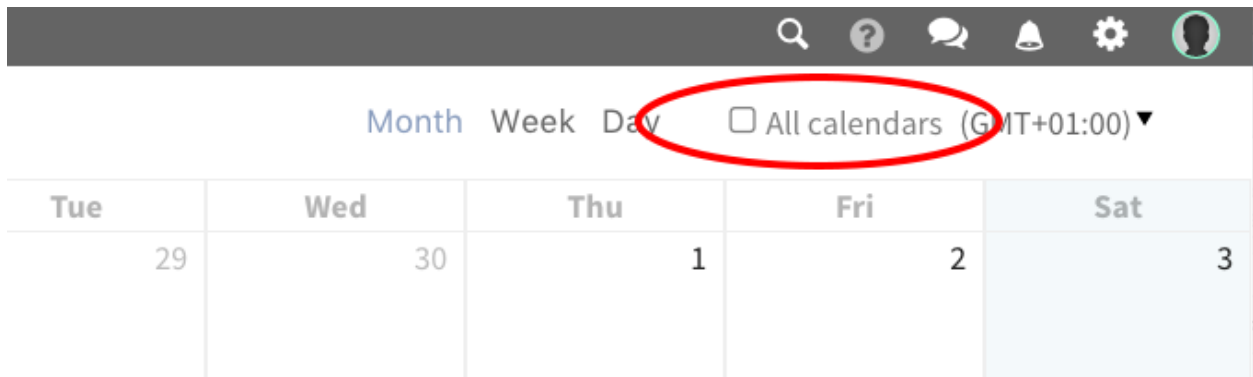 Month Week Day All calendars (GMT+01:00)
Tue Wed Thu Fri Sat
29 30 1 2 3